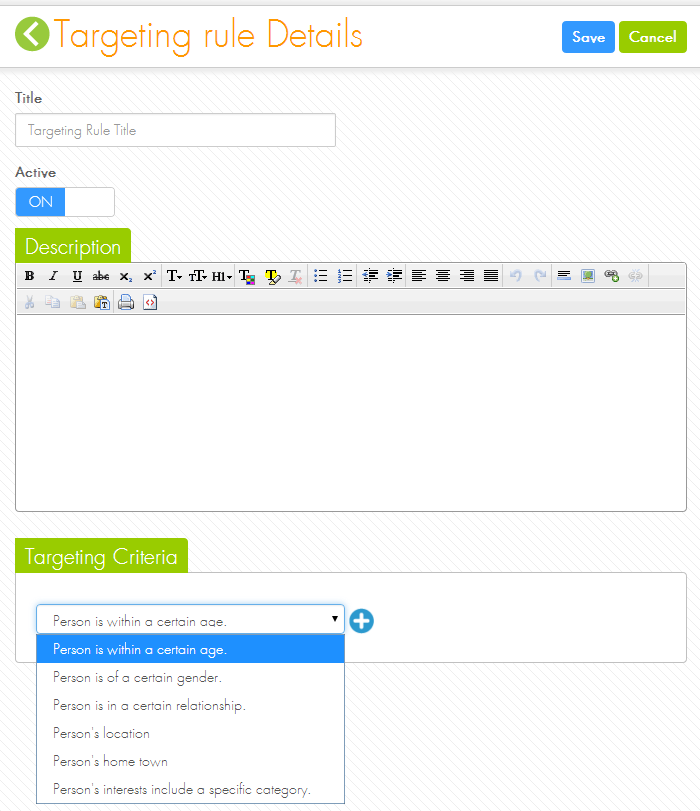 Targeting rule Details
Save Cancel
Title
Targeting Rule Title
Active
ON
Description
B I U abc X₂ X² T TT H1 T T T
Targeting Criteria
Person is within a certain age.
Person is within a certain age.
Person is of a certain gender.
Person is in a certain relationship.
Person's location
Person's home town
Person's interests include a specific category.